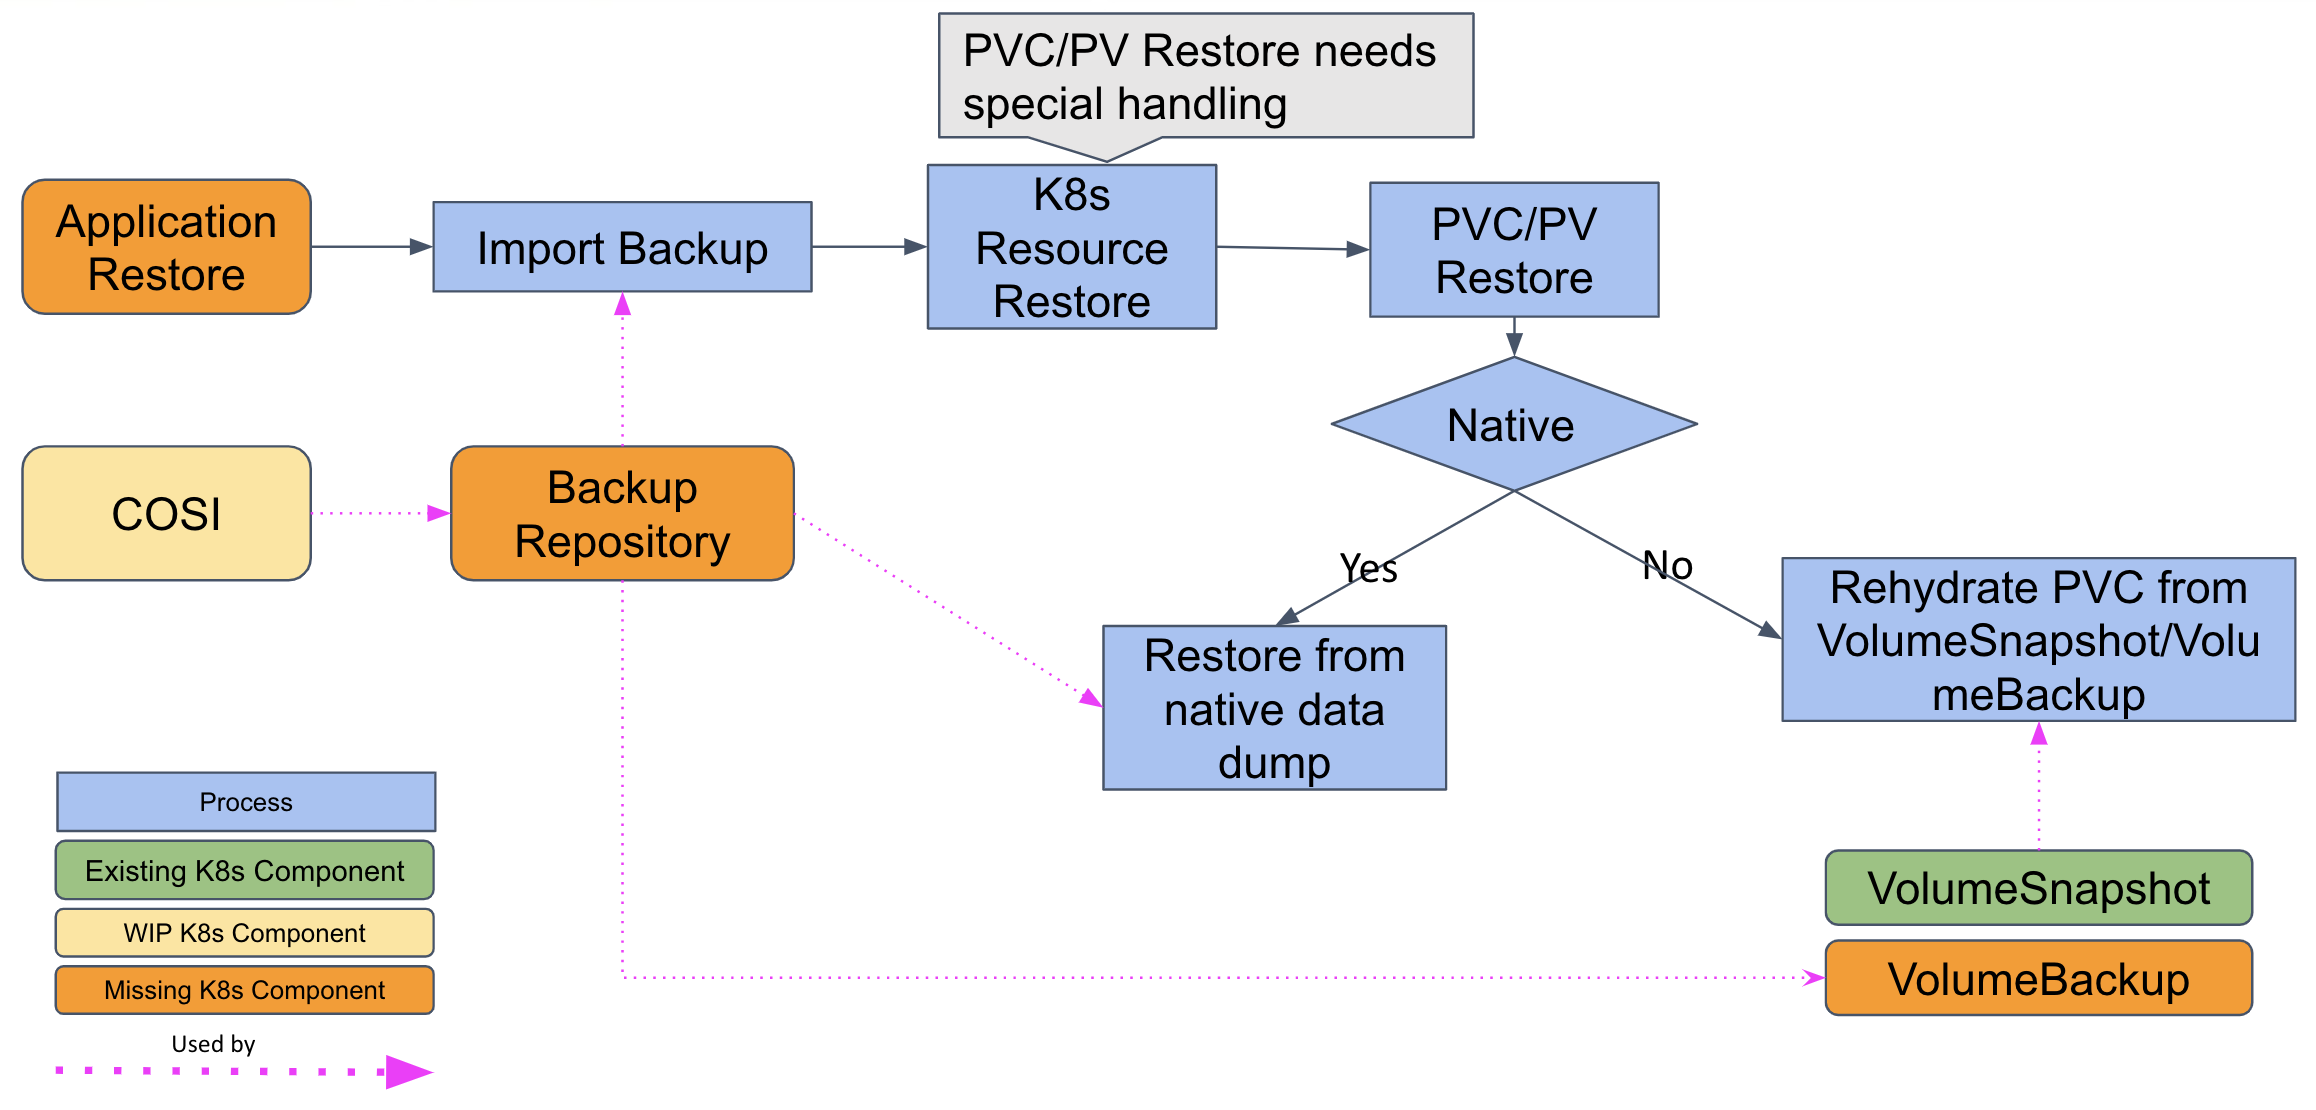 PVC/PV Restore needs
special handling
Application
Restore
Import Backup
K8s
Resource
Restore
PVC/PV
Restore
Native
COSI
Backup
Repository
Yes
No
Restore from
native data
dump
Rehydrate PVC from
VolumeSnapshot/Volu
meBackup
Process
Existing K8s Component
WIP K8s Component
Missing K8s Component
Used by
VolumeSnapshot
VolumeBackup